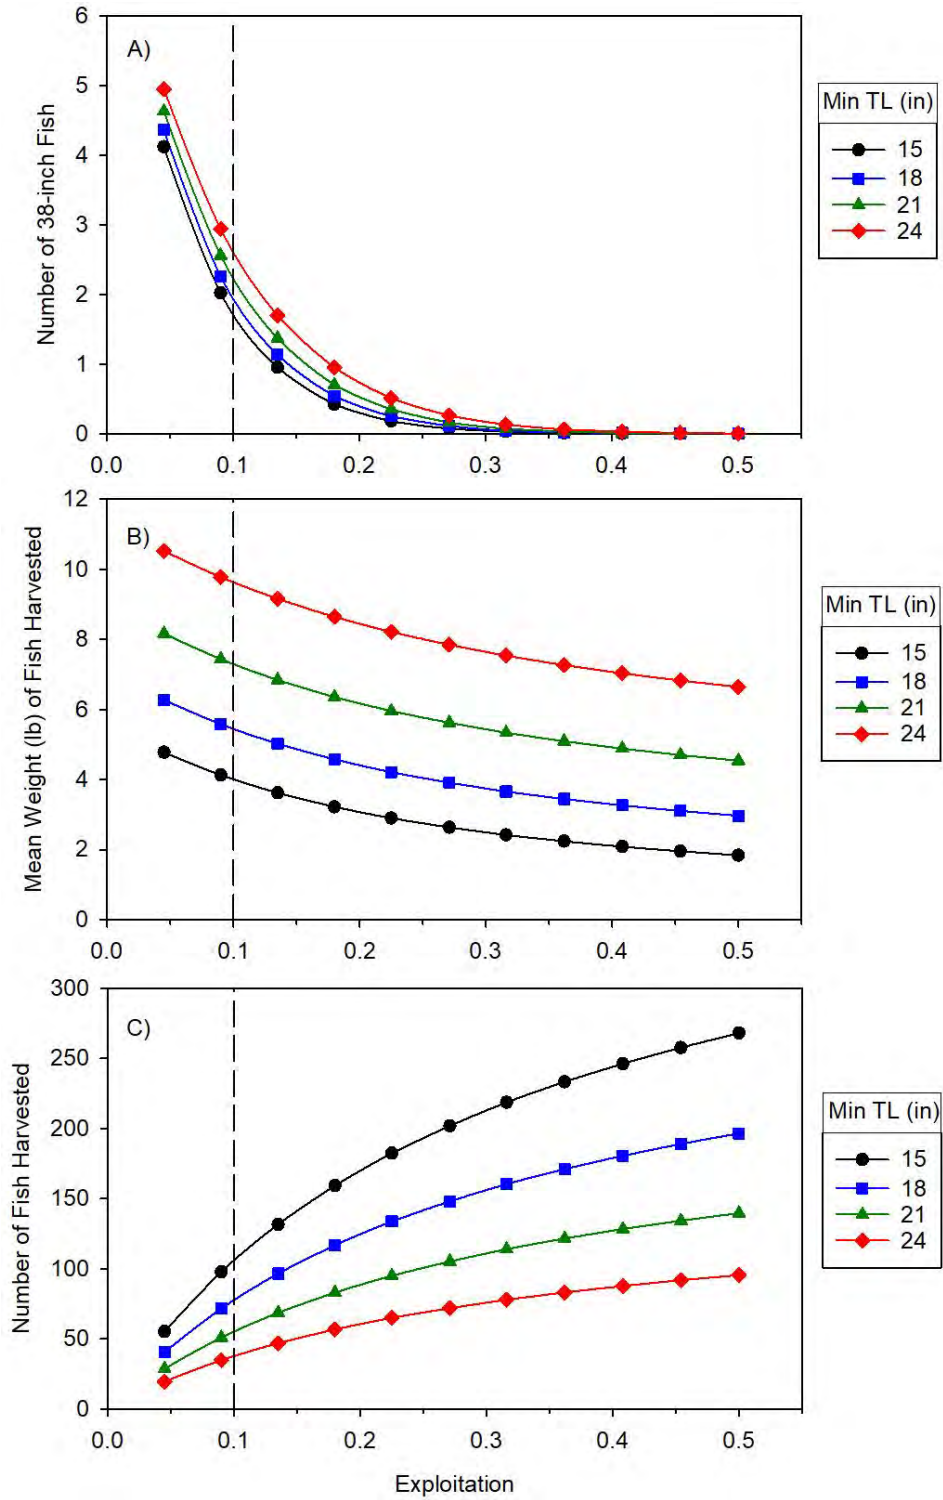 A)
Number of 38-inch Fish
6
5
4
3
2
1
0
0.0 0.1 0.2 0.3 0.4 0.5
Min TL (in)
15
18
21
24
B)
Mean Weight (lb) of Fish Harvested
12
10
8
6
4
2
0
0.0 0.1 0.2 0.3 0.4 0.5
Min TL (in)
15
18
21
24
C)
Number of Fish Harvested
300
250
200
150
100
50
0
0.0 0.1 0.2 0.3 0.4 0.5
Exploitation
Min TL (in)
15
18
21
24